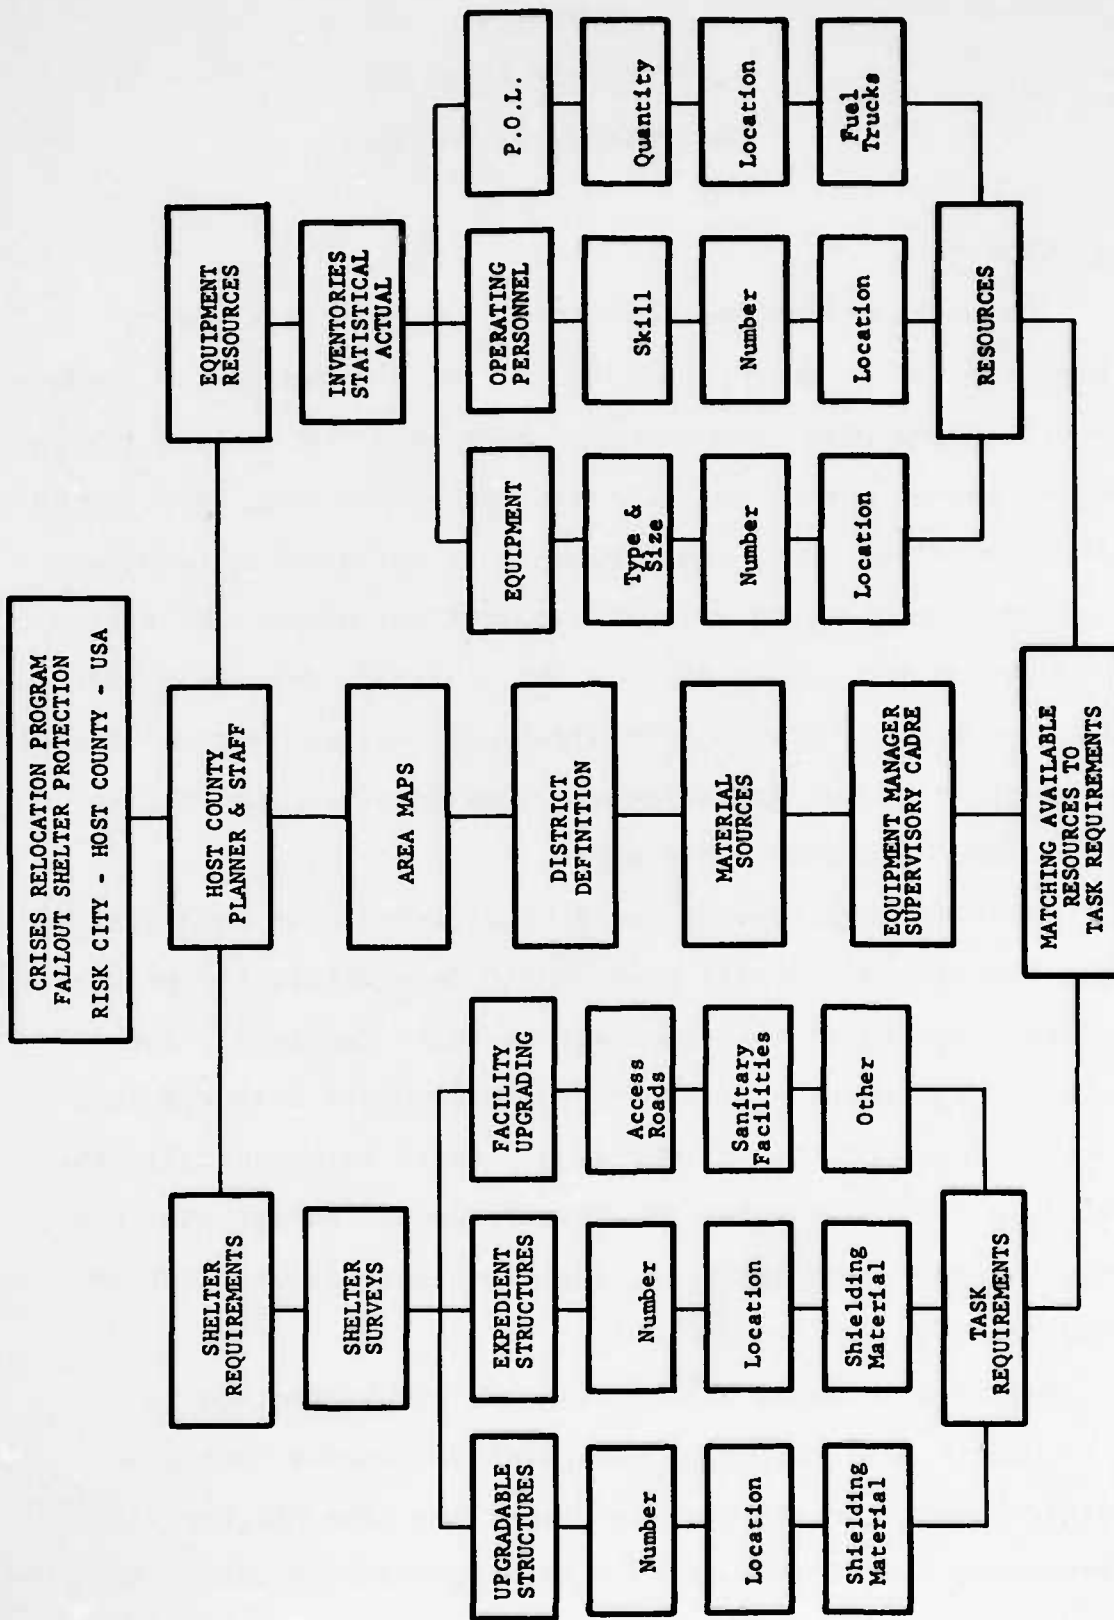 CRISES RELOCATION PROGRAM
FALLOUT SHELTER PROTECTION
RISK CITY - HOST COUNTY - USA
SHELTER
REQUIREMENTS
HOST COUNTY
PLANNER & STAFF
EQUIPMENT
RESOURCES
SHELTER
SURVEYS
AREA MAPS
INVENTORIES
STATISTICAL
ACTUAL
UPGRADABLE
STRUCTURES
EXPEDIENT
STRUCTURES
FACILITY
UPGRADING
DISTRICT
DEFINITION
EQUIPMENT
OPERATING
PERSONNEL
P.O.L.
Number
Number
Access
Roads
Type &
Size
Skill
Quantity
Location
Location
Sanitary
Facilities
MATERIAL
SOURCES
Number
Number
Location
Shielding
Material
Shielding
Material
Other
EQUIPMENT MANAGER
SUPERVISORY CADRE
Location
Location
Fuel
Trucks
TASK
REQUIREMENTS
RESOURCES
MATCHING AVAILABLE
RESOURCES TO
TASK REQUIREMENTS